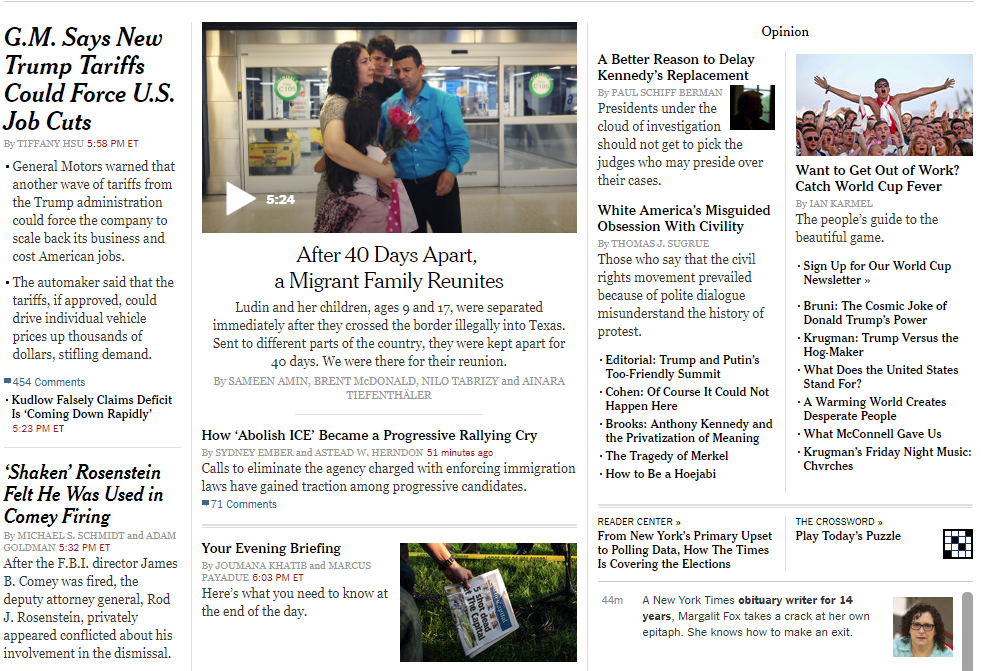 G.M. Says New
Trump Tariffs
Could Force U.S.
Job Cuts
By TIFFANY HSU 5:58 PM ET
• General Motors warned that
another wave of tariffs from
the Trump administration
could force the company to
scale back its business and
cost American jobs.
• The automaker said that the
tariffs, if approved, could
drive individual vehicle
prices up thousands of
dollars, stifling demand.
454 Comments
• Kudlow Falsely Claims Deficit
Is ‘Coming Down Rapidly’
5:23 PM ET
‘Shaken’ Rosenstein
Felt He Was Used in
Comey Firing
By MICHAEL S. SCHMIDT and ADAM
GOLDMAN 5:32 PM ET
After the F.B.I. director James
B. Comey was fired, the
deputy attorney general, Rod
J. Rosenstein, privately
appeared conflicted about his
involvement in the dismissal.
5:24
After 40 Days Apart,
a Migrant Family Reunites
Ludin and her children, ages 9 and 17, were separated
immediately after they crossed the border illegally into Texas.
Sent to different parts of the country, they were kept apart for
40 days. We were there for their reunion.
By SAMEEN AMIN, BRENT McDONALD, NILO TABRIZY and AINARA
TIEFENTHÄLER
How ‘Abolish ICE’ Became a Progressive Rallying Cry
By SYDNEY EMBER and ASTEAD W. HERNDON 51 minutes ago
Calls to eliminate the agency charged with enforcing immigration
laws have gained traction among progressive candidates.
71 Comments
Your Evening Briefing
By JOUMANA KHATIB and MARCUS
PAYADUE 6:03 PM ET
Here’s what you need to know at
the end of the day.
5 shot dead
at The Capital
Opinion
A Better Reason to Delay
Kennedy’s Replacement
By PAUL SCHIFF BERMAN
Presidents under the
cloud of investigation
should not get to pick the
judges who may preside over
their cases.
White America’s Misguided
Obsession With Civility
By THOMAS J. SUGRUE
Those who say that the civil
rights movement prevailed
because of polite dialogue
misunderstand the history of
protest.
• Editorial: Trump and Putin’s
Too-Friendly Summit
• Cohen: Of Course It Could Not
Happen Here
• Brooks: Anthony Kennedy and
the Privatization of Meaning
• The Tragedy of Merkel
• How to Be a Hoejabi
Want to Get Out of Work?
Catch World Cup Fever
By IAN KARMEL
The people’s guide to the
beautiful game.
• Sign Up for Our World Cup
Newsletter »
• Bruni: The Cosmic Joke of
Donald Trump’s Power
• Krugman: Trump Versus the
Hog-Maker
• What Does the United States
Stand For?
• A Warming World Creates
Desperate People
• What McConnell Gave Us
• Krugman’s Friday Night Music:
Chvrches
READER CENTER »
From New York’s Primary Upset
to Polling Data, How The Times
Is Covering the Elections
THE CROSSWORD »
Play Today’s Puzzle
44m
A New York Times obituary writer for 14
years, Margalit Fox takes a crack at her own
epitaph. She knows how to make an exit.